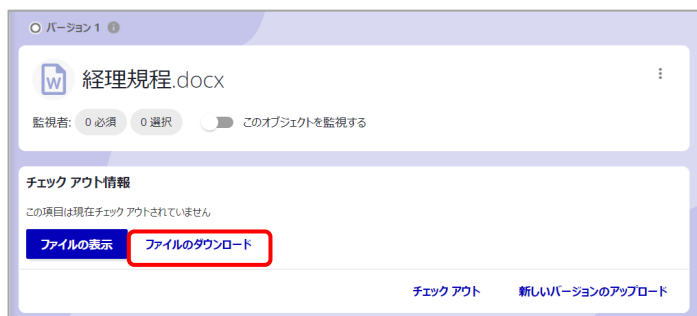 バージョン 1
経理規程.docx
監視者: 0 必須 0 選択 このオブジェクトを監視する
チェック アウト情報
この項目は現在チェック アウトされていません
ファイルの表示 ファイルのダウンロード
チェック アウト 新しいバージョンのアップロード